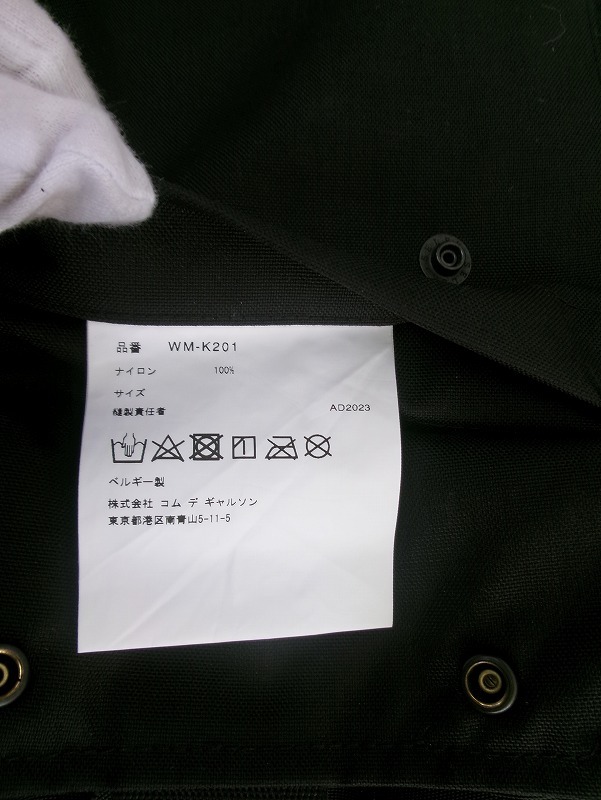 品番 WM-K201
ナイロン 100%
サイズ
縫製責任者 AD2023
ベルギー製
株式会社 コム デ ギャルソン
東京都港区南青山5-11-5